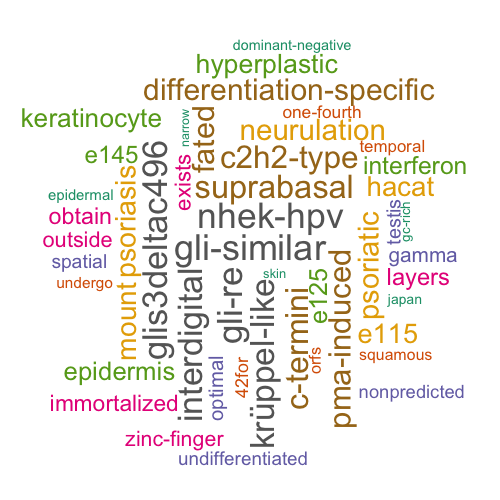 dominant-negative
hyperplastic
differentiation-specific
keratinocyte
narrow
fated
one-fourth
neurulation
temporal
e145
glis3deltac496
exists
c2h2-type
interferon
epidermal
psoriasis
suprabasal
hacat
obtain
mount
nhek-hpv
psoriatic
testis
gc-rich
outside
gli-similar
gamma
spatial
interdigital
gli-re
skin
e125
layers
undergo
krüppel-like
c-termini
pma-induced
japan
e115
epidermis
optimal
42for
orfs
squamous
immortalized
nonpredicted
zinc-finger
undifferentiated